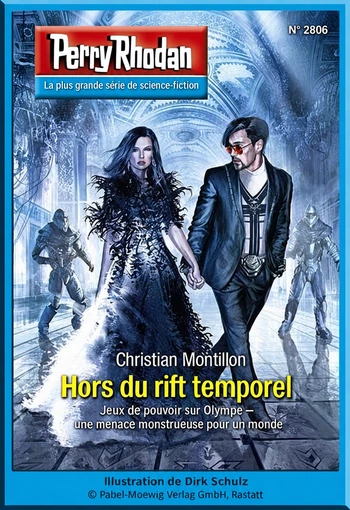 N° 2806
Perry Rhodan
La plus grande série de science-fiction
Christian Montillon
Hors du rift temporel
Jeux de pouvoir sur Olympe –
une menace monstrueuse pour un monde
Illustration de Dirk Schulz
© Pabel-Moewig Verlag GmbH, Rastatt